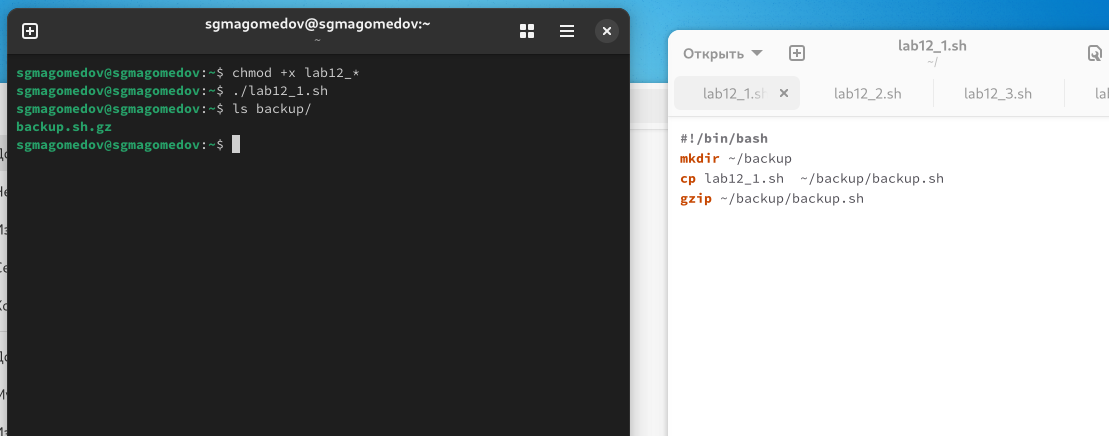 sgmagomedov@sgmagomedov:~
~
sgmagomedov@sgmagomedov:~$ chmod +x lab12_*
sgmagomedov@sgmagomedov:~$ ./lab12_1.sh
sgmagomedov@sgmagomedov:~$ ls backup/
backup.sh.gz
sgmagomedov@sgmagomedov:~$
Открыть
lab12_1.sh
~/
lab12_1.sh
lab12_2.sh
lab12_3.sh
#!/bin/bash
mkdir ~/backup
cp lab12_1.sh  ~/backup/backup.sh
gzip ~/backup/backup.sh